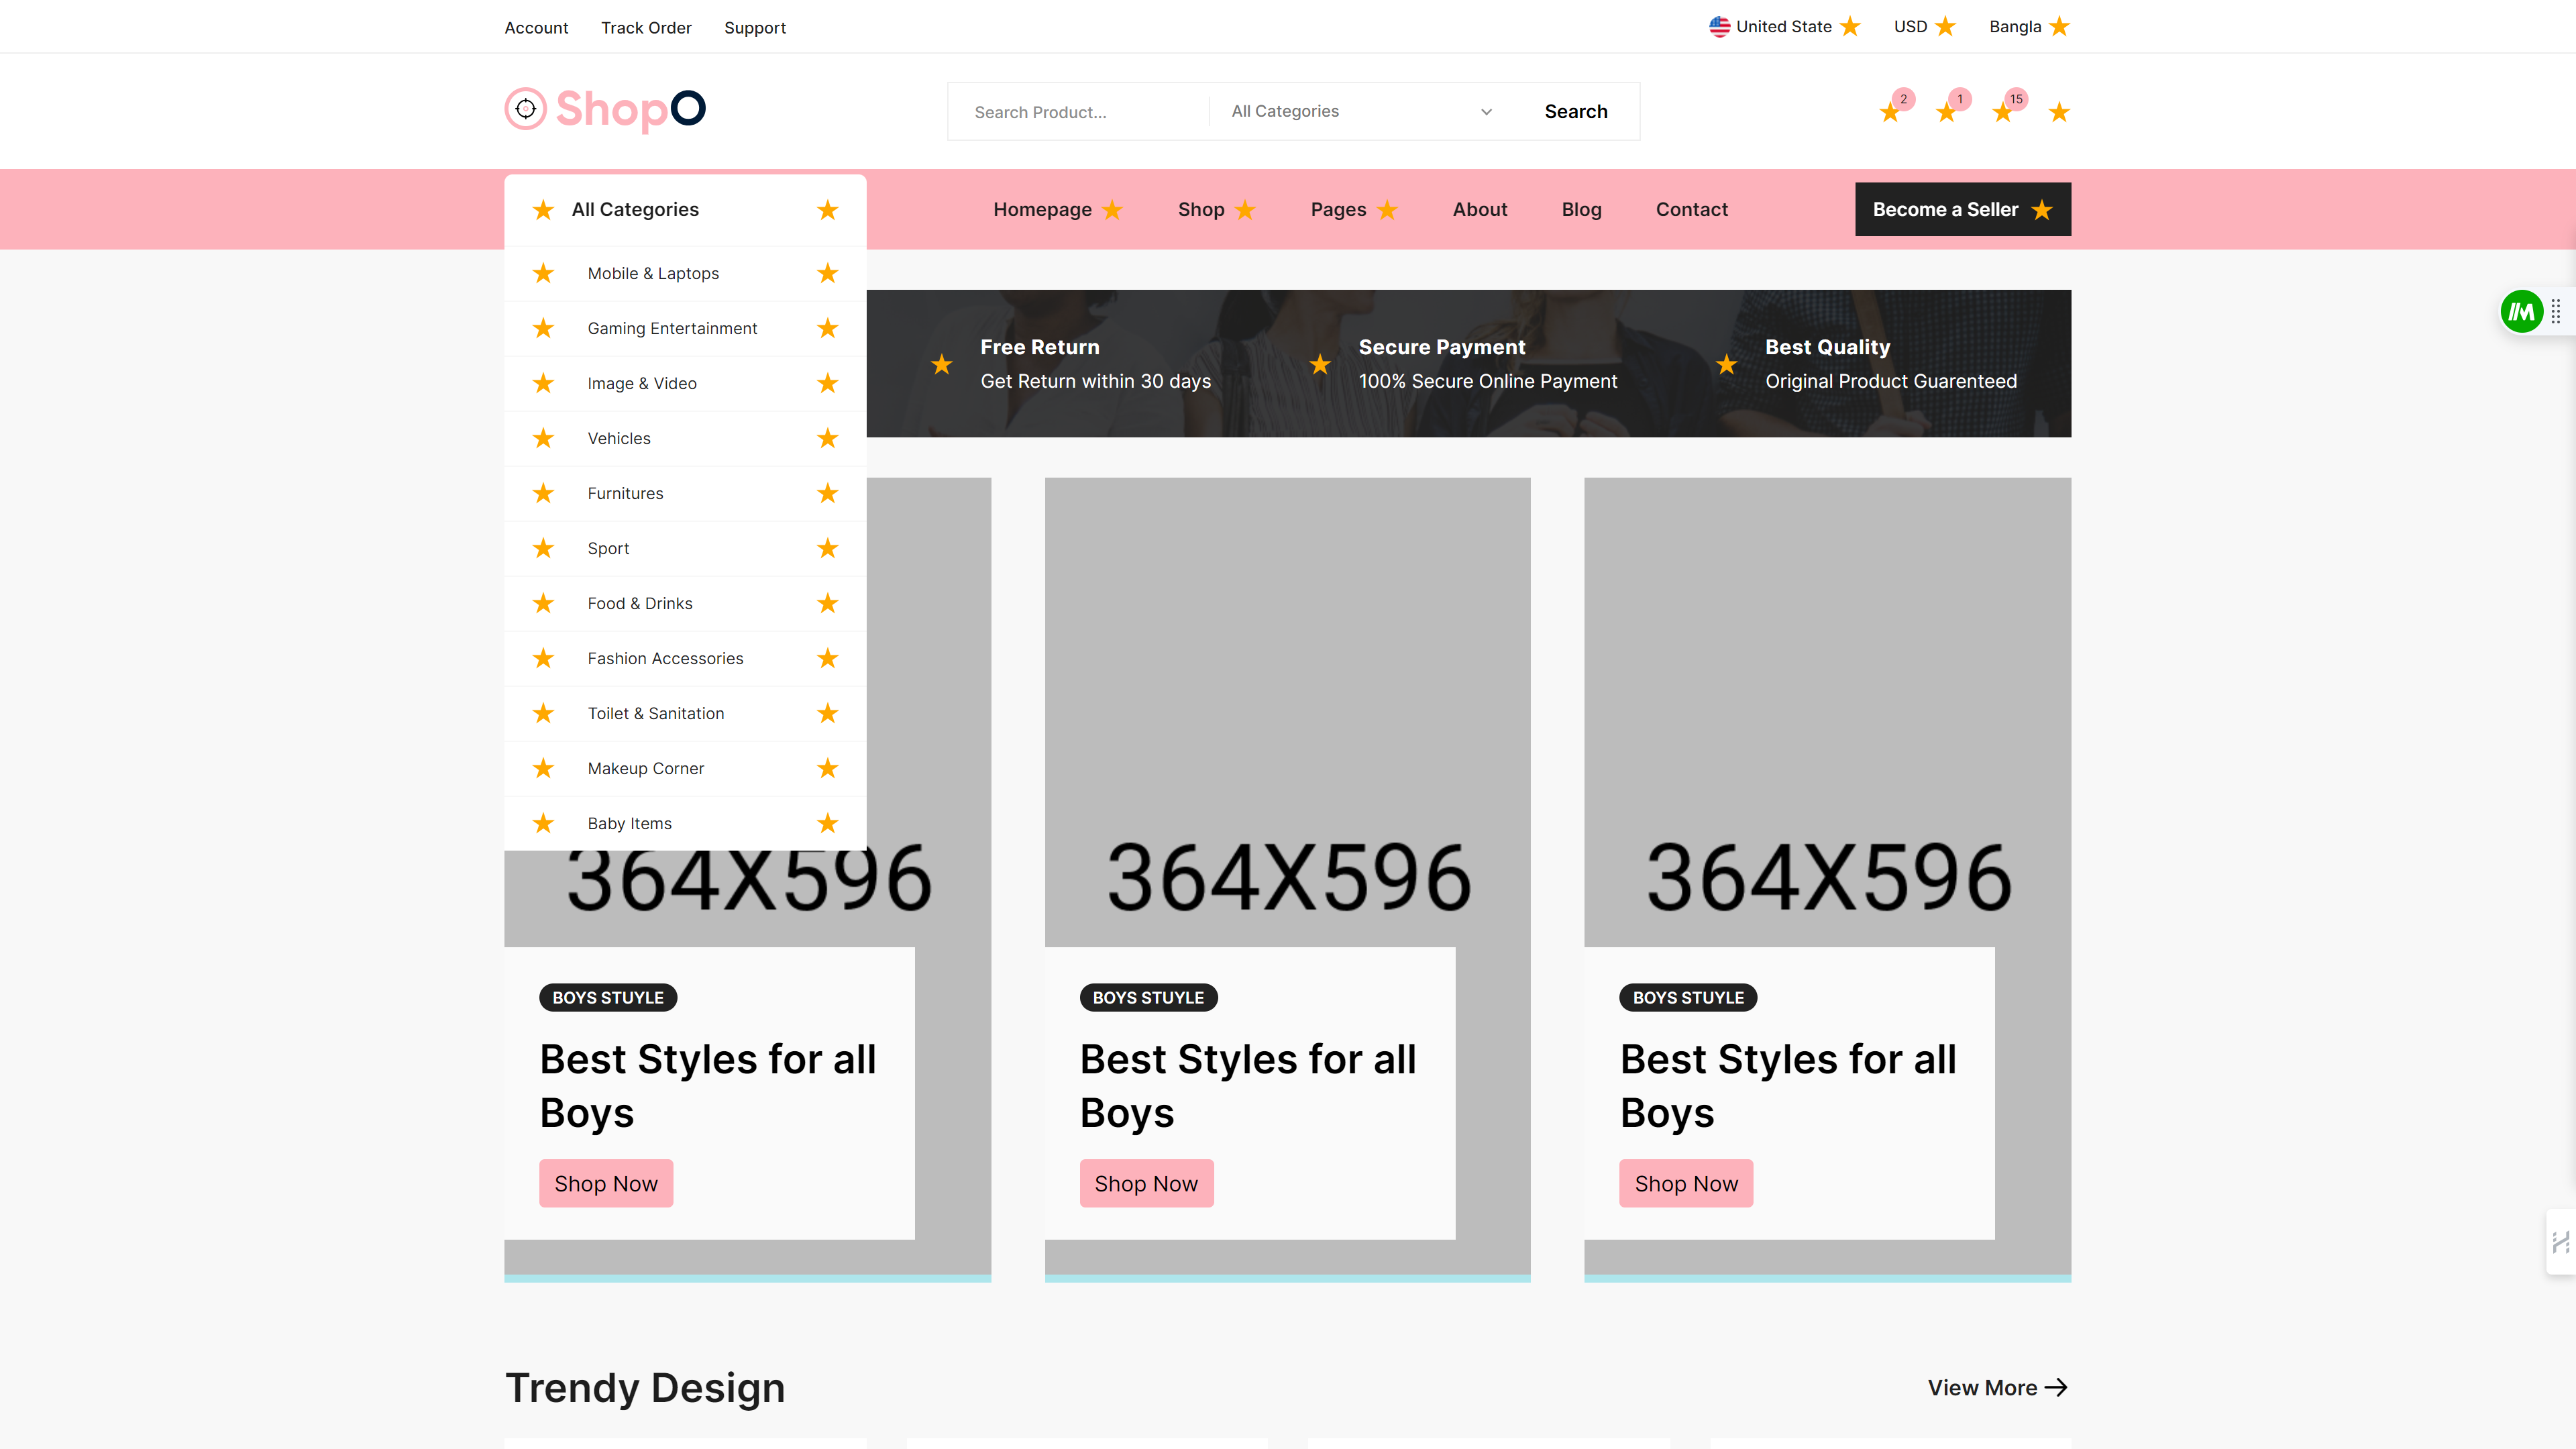 Account Track Order Support
United State USD Bangla
ShopO
Search Product... All Categories Search
2 1 15
All Categories
Homepage Shop Pages About Blog Contact
Become a Seller
Mobile & Laptops
Gaming Entertainment
Image & Video
Vehicles
Furnitures
Sport
Food & Drinks
Fashion Accessories
Toilet & Sanitation
Makeup Corner
Baby Items
Free Return
Get Return within 30 days
Secure Payment
100% Secure Online Payment
Best Quality
Original Product Guarenteed
364X596
BOYS STUYLE
Best Styles for all
Boys
Shop Now
364X596
BOYS STUYLE
Best Styles for all
Boys
Shop Now
364X596
BOYS STUYLE
Best Styles for all
Boys
Shop Now
Trendy Design
View More